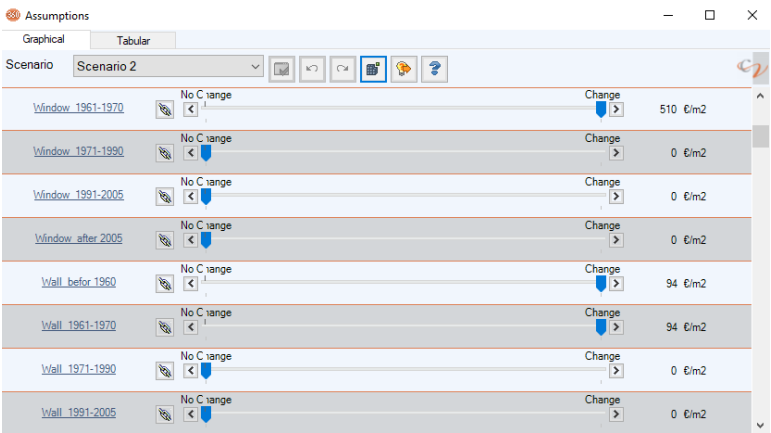 Assumptions
Graphical Tabular
Scenario Scenario 2
No Change Change
Window 1961-1970 510 €/m2
No Change Change
Window 1971-1990 0 €/m2
No Change Change
Window 1991-2005 0 €/m2
No Change Change
Window after 2005 0 €/m2
No Change Change
Wall befor 1960 94 €/m2
No Change Change
Wall 1961-1970 94 €/m2
No Change Change
Wall 1971-1990 0 €/m2
No Change Change
Wall 1991-2005 0 €/m2